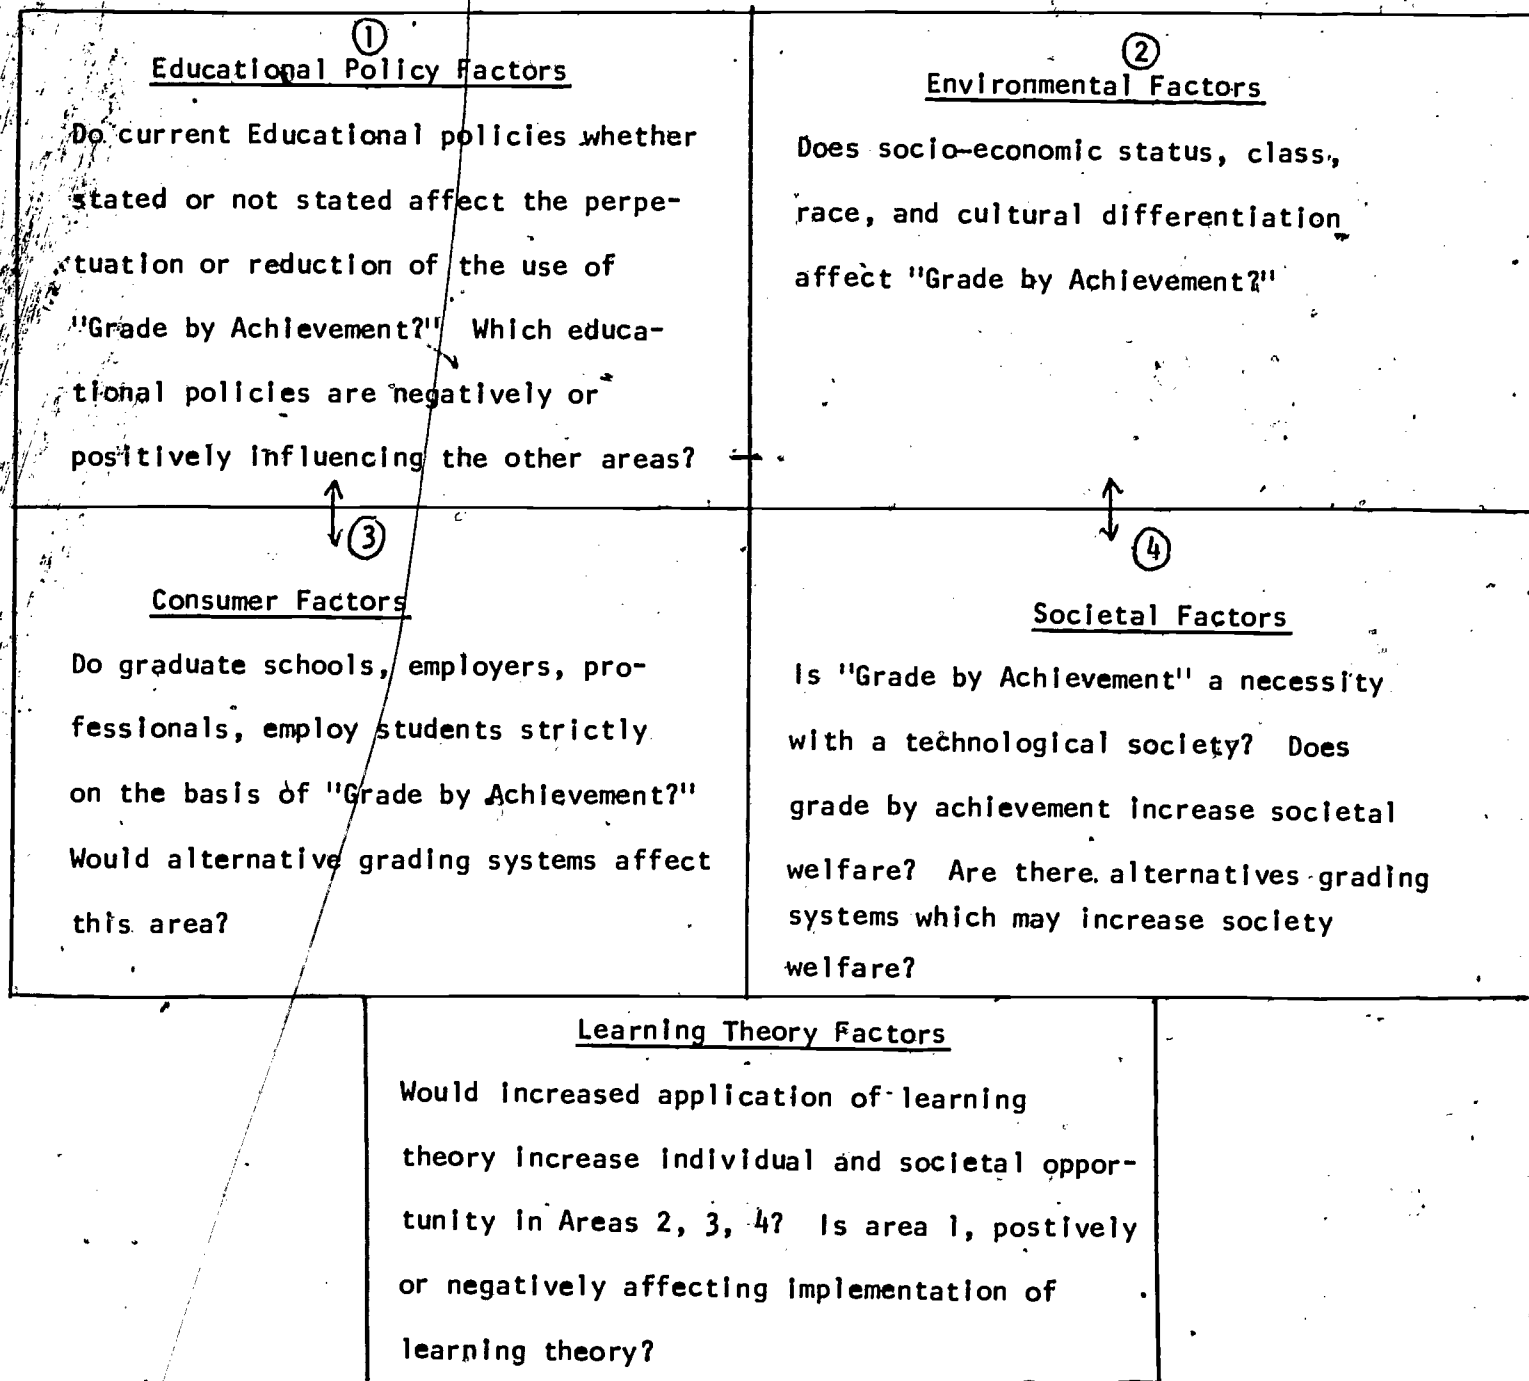 ①
Educational Policy Factors
Do current Educational policies whether
stated or not stated affect the perpe-
tuation or reduction of the use of
"Grade by Achievement?" Which educa-
tional policies are negatively or
positively influencing the other areas?
②
Environmental Factors
Does socio-economic status, class,
race, and cultural differentiation
affect "Grade by Achievement?"
③
Consumer Factors
Do graduate schools, employers, pro-
fessionals, employ students strictly
on the basis of "Grade by Achievement?"
Would alternative grading systems affect
this area?
④
Societal Factors
Is "Grade by Achievement" a necessity
with a technological society? Does
grade by achievement increase societal
welfare? Are there alternatives grading
systems which may increase society
welfare?
Learning Theory Factors
Would increased application of learning
theory increase individual and societal oppor-
tunity in Areas 2, 3, 4? Is area 1, postively
or negatively affecting implementation of
learning theory?